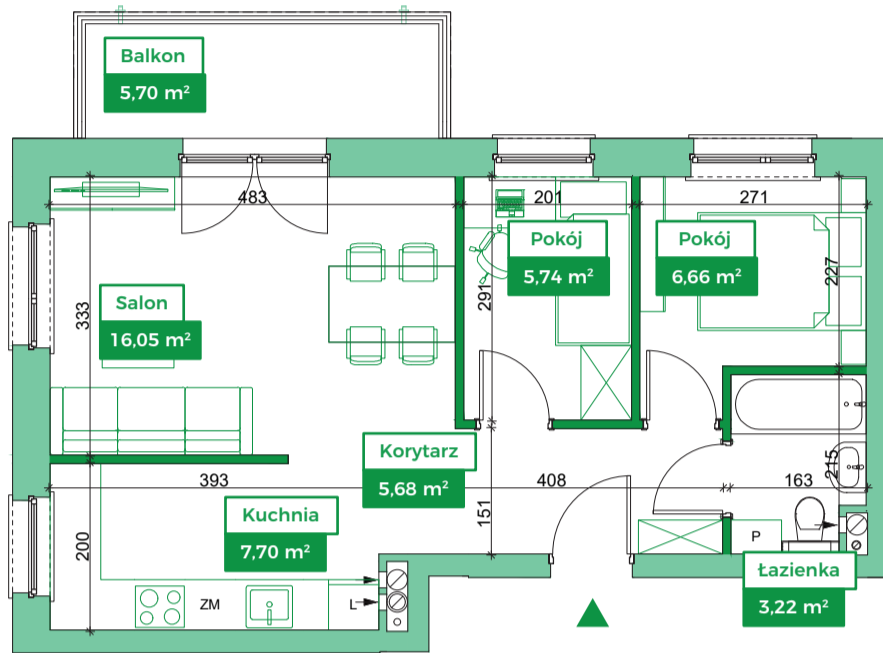 Balkon
5,70 m²
483
201
271
Pokój
5,74 m²
Pokój
6,66 m²
227
291
333
Salon
16,05 m²
Korytarz
5,68 m²
393
408
163
215
151
200
Kuchnia
7,70 m²
P
Łazienka
3,22 m²
ZM
L